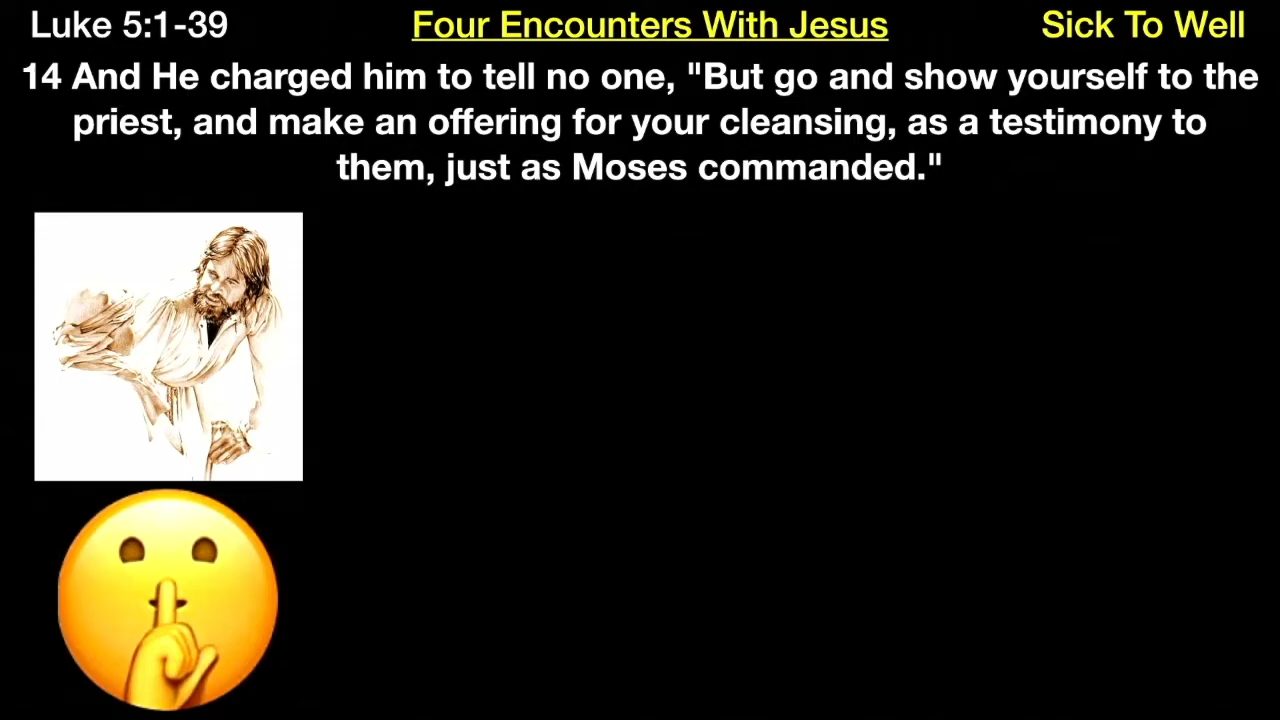 Luke 5:1-39
Four Encounters With Jesus
Sick To Well
14 And He charged him to tell no one, "But go and show yourself to the
priest, and make an offering for your cleansing, as a testimony to
them, just as Moses commanded."